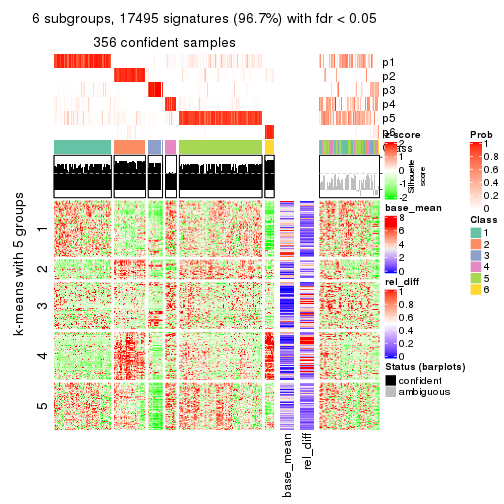 6 subgroups, 17495 signatures (96.7%) with fdr < 0.05
356 confident samples
p1
p2
p3
p4
p5
p6
Class
z-score
2
1
0
-1
-2
Silhouette
score
Prob
1
0.8
0.6
0.4
0.2
0
base_mean
8
6
4
2
0
Class
1
2
3
4
5
6
rel_diff
1
0.8
0.6
0.4
0.2
0
Status (barplots)
confident
ambiguous
k-means with 5 groups
1
2
3
4
5
base_mean
rel_diff